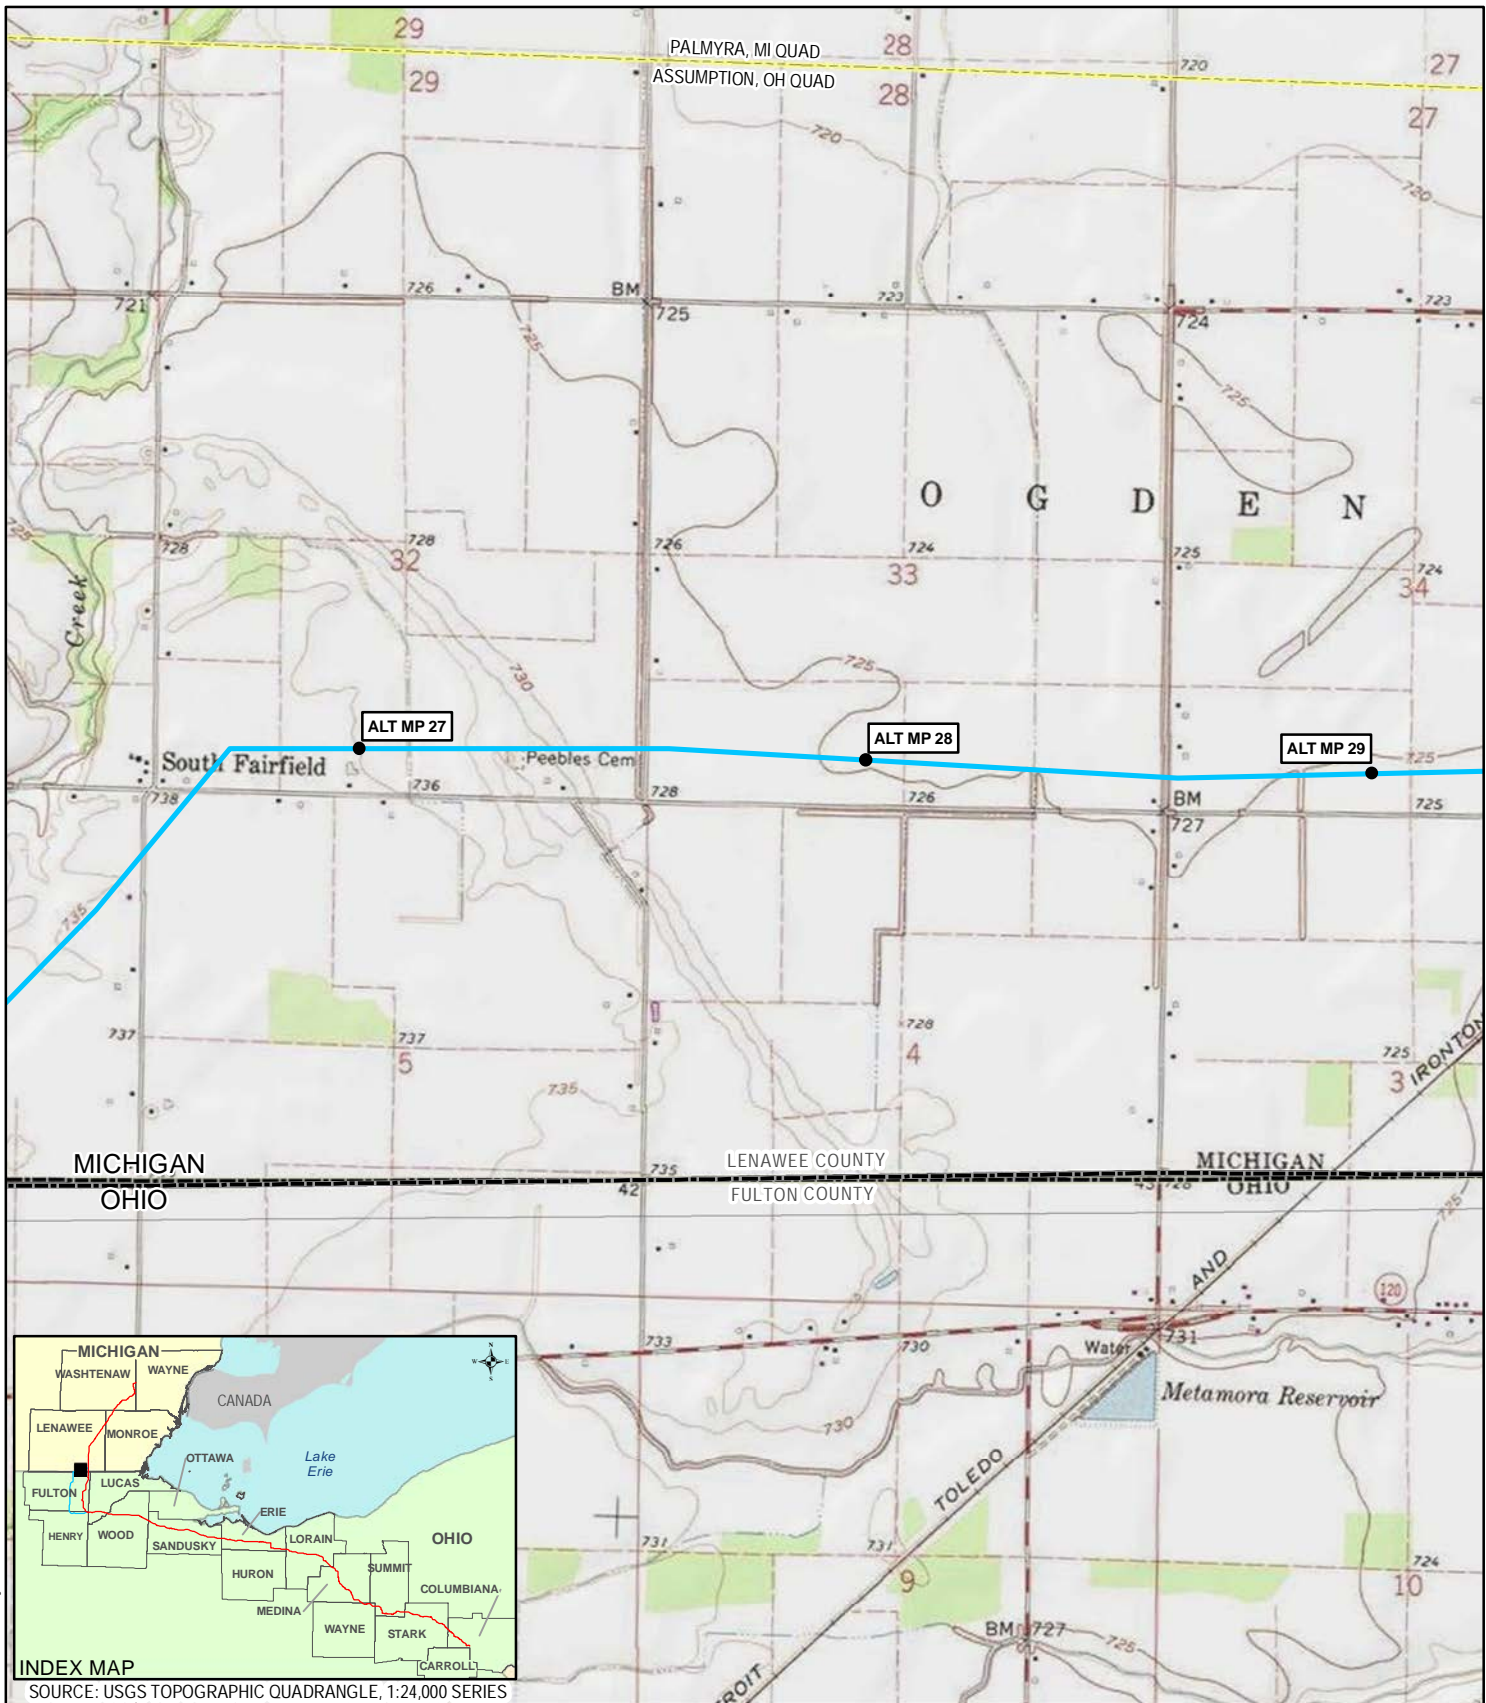 29
28
PALMYRA, MI QUAD
27
720
29
ASSUMPTION, OH QUAD
28
27
720
720
721
726
BM
725
723
724
723
725
725
O G D E N
725
728
728
32
726
724
33
725
724
34
Creek
730
725
ALT MP 27
ALT MP 28
ALT MP 29
725
South Fairfield
Peebles Cem
738
736
728
726
BM
727
725
735
737
737
5
728
4
725
3
IRONTON
735
MICHIGAN
OHIO
735
42
LENAWEE COUNTY
FULTON COUNTY
MICHIGAN
OHIO
728
725
AND
120
733
730
Water
731
Metamora Reservoir
730
TOLEDO
731
731
9
724
10
BM 727
725
ROIT
MICHIGAN
WASHTENAW
WAYNE
N
W
E
S
CANADA
LENAWEE
MONROE
Lake
Erie
OTTAWA
LUCAS
FULTON
ERIE
HENRY
WOOD
SANDUSKY
LORAIN
OHIO
HURON
SUMMIT
COLUMBIANA
MEDINA
WAYNE
STARK
CARROLL
INDEX MAP
SOURCE: USGS TOPOGRAPHIC QUADRANGLE, 1:24,000 SERIES